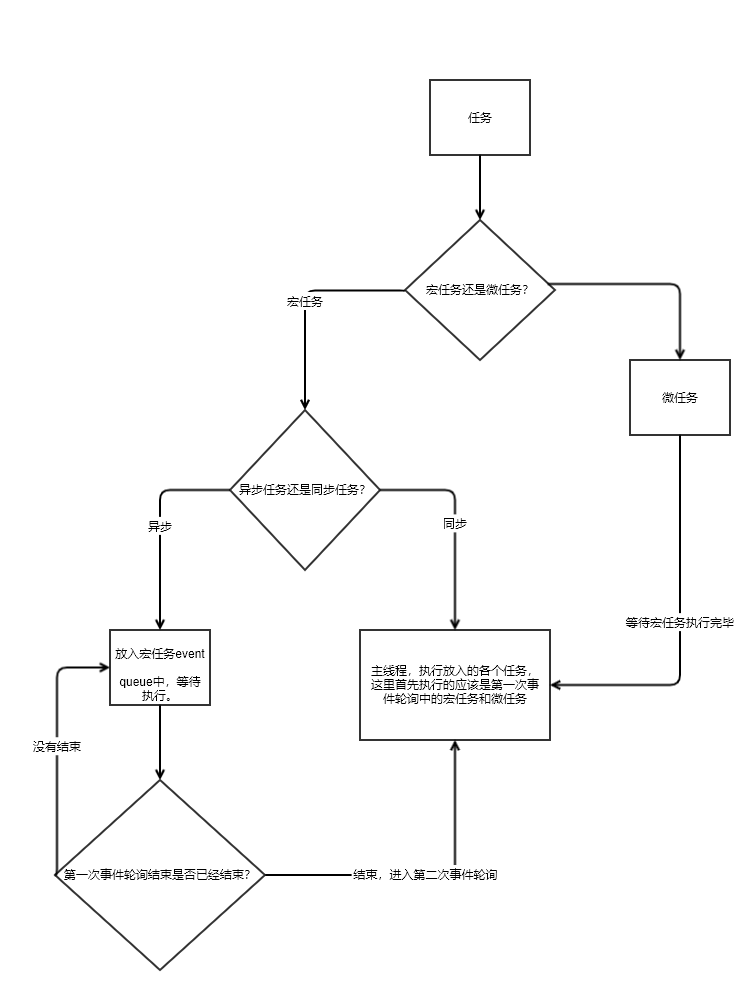 任务
宏任务还是微任务？
宏任务
微任务
异步任务还是同步任务？
异步
同步
等待宏任务执行完毕
放入宏任务event
queue中，等待
执行。
主线程，执行放入的各个任务，
这里首先执行的应该是第一次事
件轮询中的宏任务和微任务
没有结束
第一次事件轮询结束是否已经结束？
结束，进入第二次事件轮询